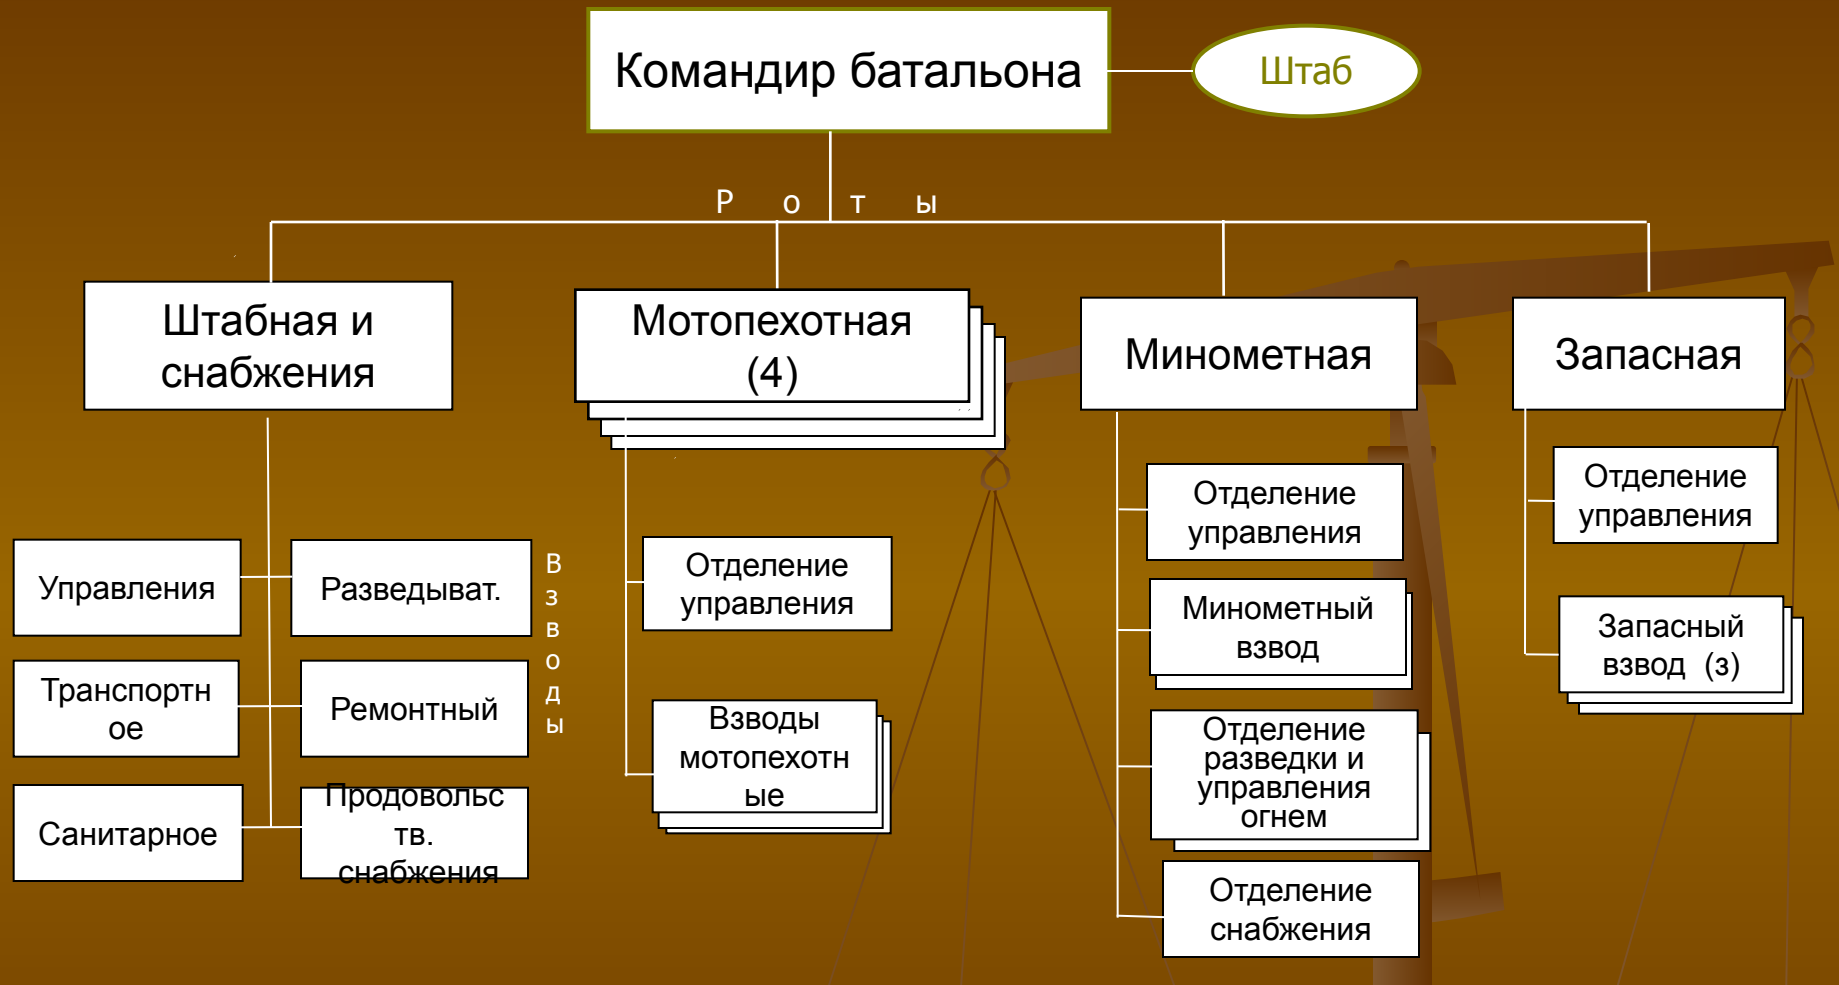 Командир батальона
Штаб
Р о т ы
Штабная и
снабжения
Мотопехотная
(4)
Минометная
Запасная
Управления
Разведыват.
Транспортн
ое
Ремонтный
Санитарное
Продовольс
тв.
снабжения
В
з
в
о
д
ы
Отделение
управления
Взводы
мотопехотн
ые
Отделение
управления
Минометный
взвод
Отделение
разведки и
управления
огнем
Отделение
снабжения
Отделение
управления
Запасный
взвод (з)